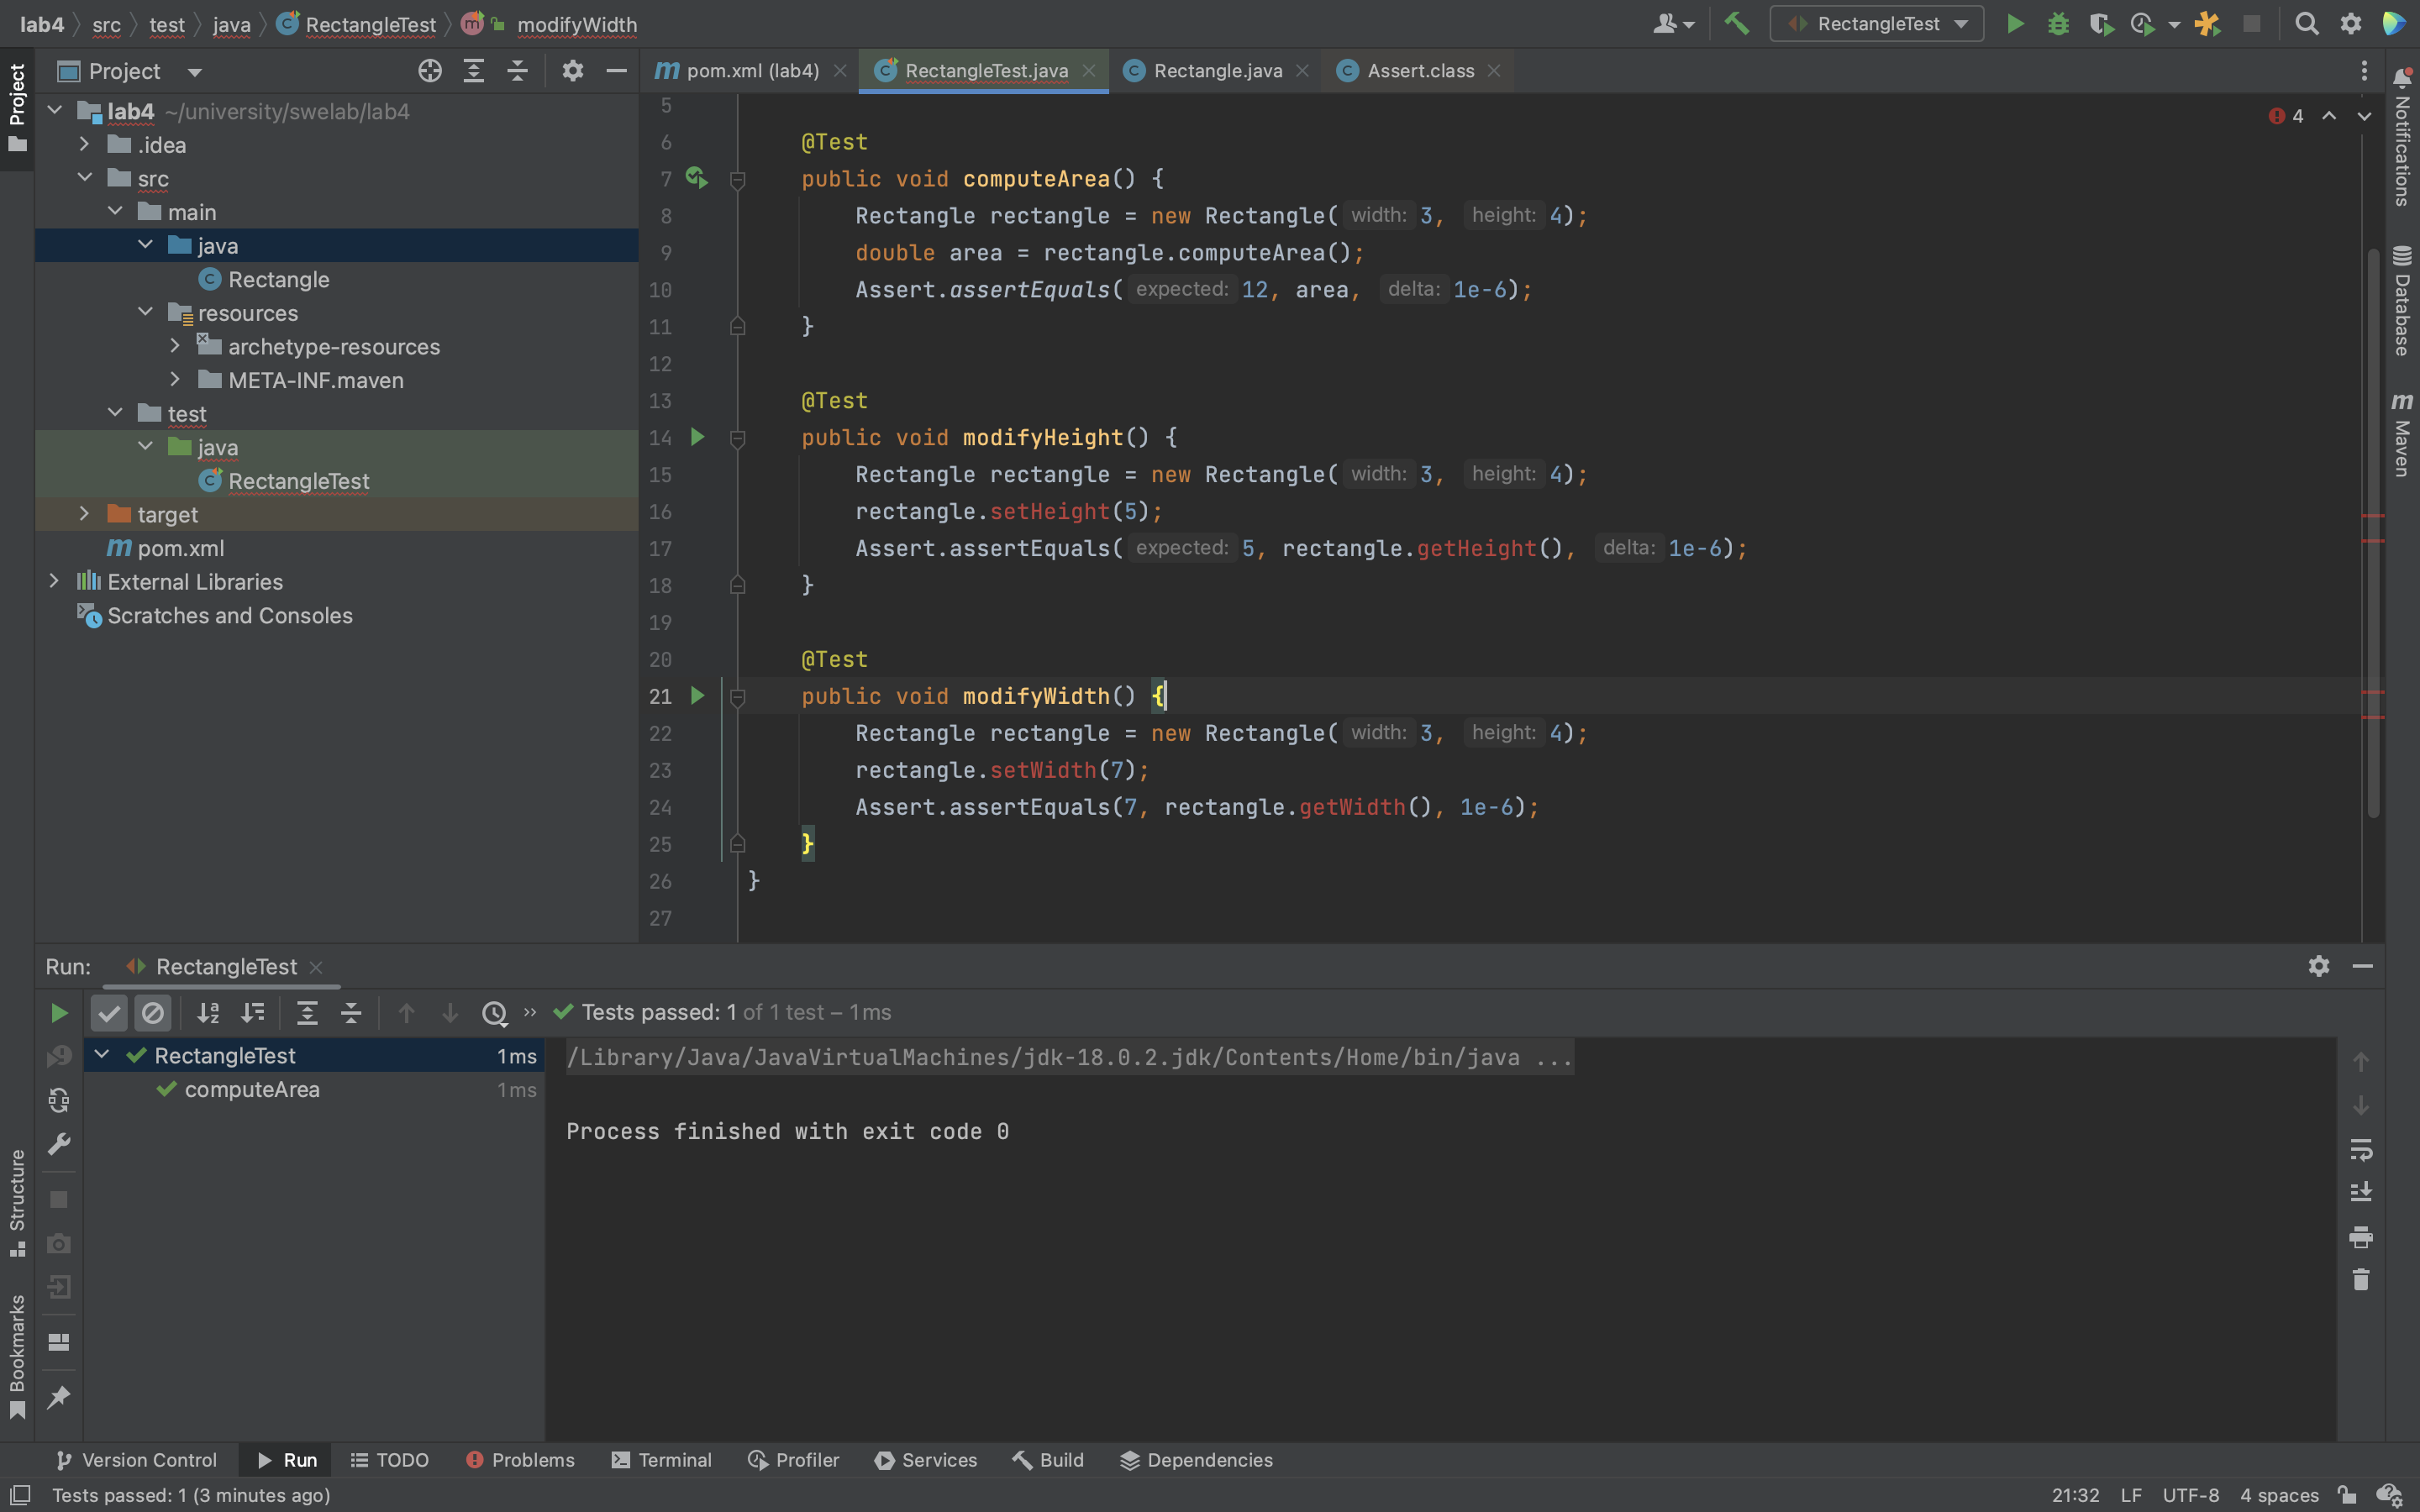 lab4 src test java RectangleTest modifyWidth
RectangleTest
Project
pom.xml (lab4) RectangleTest.java Rectangle.java Assert.class
lab4 ~/university/swelab/lab4
.idea
src
main
java
Rectangle
resources
archetype-resources
META-INF.maven
test
java
RectangleTest
target
pom.xml
External Libraries
Scratches and Consoles
4
5
6 @Test
7 public void computeArea() {
8 Rectangle rectangle = new Rectangle( width: 3, height: 4);
9 double area = rectangle.computeArea();
10 Assert.assertEquals( expected: 12, area, delta: 1e-6);
11 }
12
13 @Test
14 public void modifyHeight() {
15 Rectangle rectangle = new Rectangle( width: 3, height: 4);
16 rectangle.setHeight(5);
17 Assert.assertEquals( expected: 5, rectangle.getHeight(), delta: 1e-6);
18 }
19
20 @Test
21 public void modifyWidth() {
22 Rectangle rectangle = new Rectangle( width: 3, height: 4);
23 rectangle.setWidth(7);
24 Assert.assertEquals(7, rectangle.getWidth(), 1e-6);
25 }
26 }
27
Project
Structure
Bookmarks
Notifications
Database
Maven
Run: RectangleTest
Tests passed: 1 of 1 test – 1ms
RectangleTest 1ms
computeArea 1ms
/Library/Java/JavaVirtualMachines/jdk-18.0.2.jdk/Contents/Home/bin/java ...
Process finished with exit code 0
Version Control Run TODO Problems Terminal Profiler Services Build Dependencies
Tests passed: 1 (3 minutes ago) 21:32 LF UTF-8 4 spaces